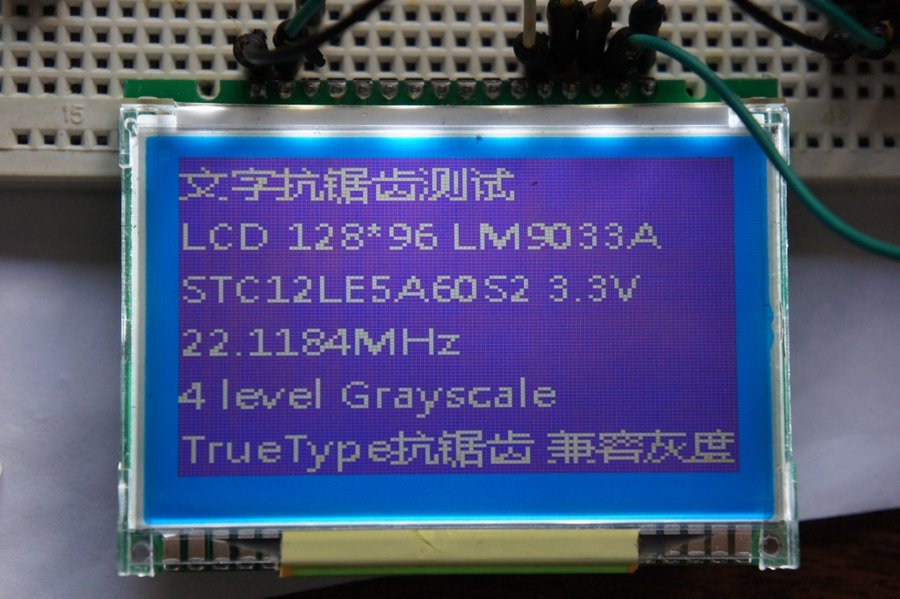 15
文字抗锯齿测试
LCD 128*96 LM9033A
STC12LE5A60S2 3.3V
22.1184MHz
4 level Grayscale
TrueType抗锯齿 兼容灰度